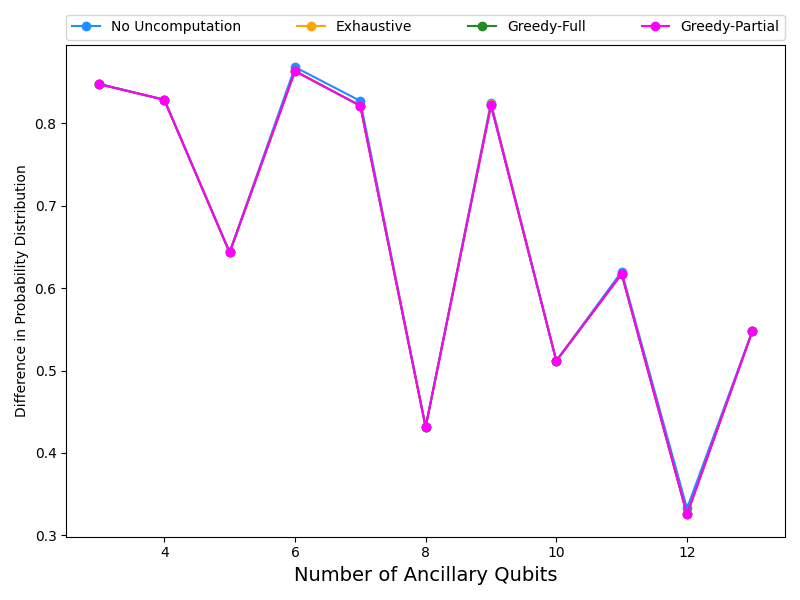 No Uncomputation Exhaustive Greedy-Full Greedy-Partial
Difference in Probability Distribution
0.8
0.7
0.6
0.5
0.4
0.3
4 6 8 10 12
Number of Ancillary Qubits